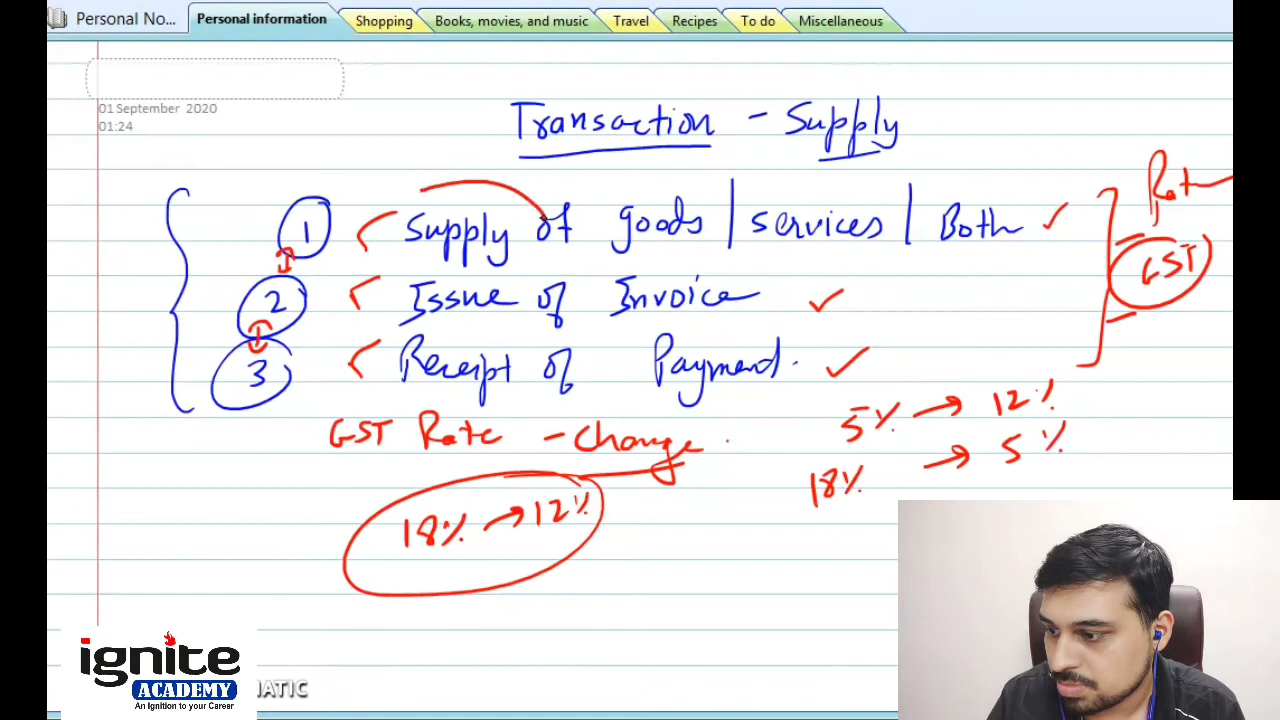 Personal No...
Personal information
Shopping
Books, movies, and music
Travel
Recipes
To do
Miscellaneous
01 September 2020
01:24
Transaction - Supply
1 Supply of goods | services | Both
Rate
GST
2 Issue of Invoice
3 Receipt of Payment.
GST Rate - Change
5% → 12%
18% → 5%
18% → 12%
ignite
ACADEMY
An Ignition to your Career